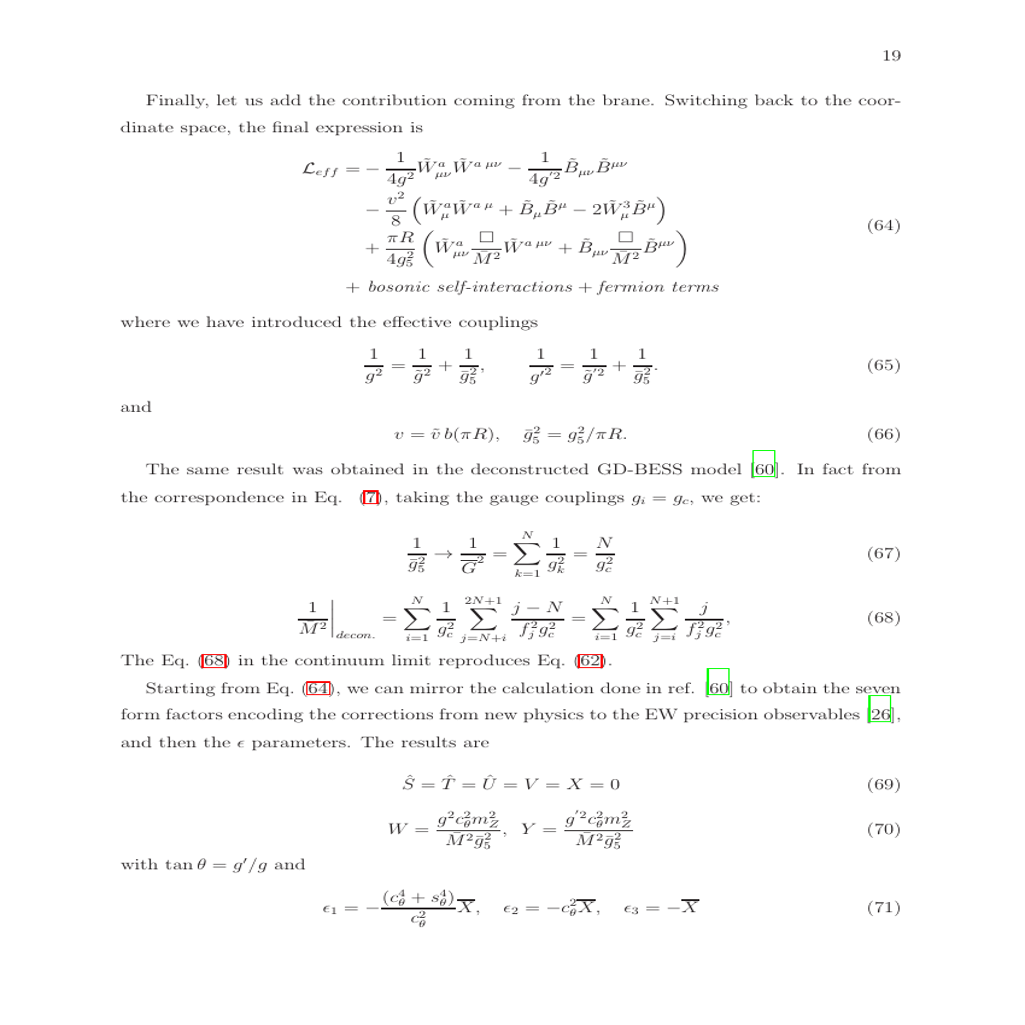 19
Finally, let us add the contribution coming from the brane. Switching back to the coor-
dinate space, the final expression is
$\mathcal{L}_{eff} = -\frac{1}{4g^2}\tilde{W}^a_{\mu\nu}\tilde{W}^{a\,\mu\nu} - \frac{1}{4g'^2}\tilde{B}_{\mu\nu}\tilde{B}^{\mu\nu}$
$-\frac{v^2}{8}\left(\tilde{W}^a_\mu\tilde{W}^{a\,\mu} + \tilde{B}_\mu\tilde{B}^\mu - 2\tilde{W}^3_\mu\tilde{B}^\mu\right)$ (64)
$+\frac{\pi R}{4g_5^2}\left(\tilde{W}^a_{\mu\nu}\frac{\Box}{\bar{M}^2}\tilde{W}^{a\,\mu\nu} + \tilde{B}_{\mu\nu}\frac{\Box}{\bar{M}^2}\tilde{B}^{\mu\nu}\right)$
+ bosonic self-interactions + fermion terms
where we have introduced the effective couplings
$\frac{1}{g^2} = \frac{1}{\tilde{g}^2} + \frac{1}{\bar{g}_5^2}, \quad \frac{1}{g'^2} = \frac{1}{\tilde{g}'^2} + \frac{1}{\bar{g}_5^2}.$ (65)
and
$v = \tilde{v}\, b(\pi R), \quad \bar{g}_5^2 = g_5^2/\pi R.$ (66)
The same result was obtained in the deconstructed GD-BESS model [60]. In fact from
the correspondence in Eq. (7), taking the gauge couplings $g_i = g_c$, we get:
$\frac{1}{\bar{g}_5^2} \to \frac{1}{\overline{G}^2} = \sum_{k=1}^{N}\frac{1}{g_k^2} = \frac{N}{g_c^2}$ (67)
$\left.\frac{1}{\bar{M}^2}\right|_{decon.} = \sum_{i=1}^{N}\frac{1}{g_c^2}\sum_{j=N+i}^{2N+1}\frac{j-N}{f_j^2 g_c^2} = \sum_{i=1}^{N}\frac{1}{g_c^2}\sum_{j=i}^{N+1}\frac{j}{f_j^2 g_c^2},$ (68)
The Eq. (68) in the continuum limit reproduces Eq. (62).
Starting from Eq. (64), we can mirror the calculation done in ref. [60] to obtain the seven
form factors encoding the corrections from new physics to the EW precision observables [26],
and then the $\epsilon$ parameters. The results are
$\hat{S} = \hat{T} = \hat{U} = V = X = 0$ (69)
$W = \frac{g^2 c_\theta^2 m_Z^2}{\bar{M}^2 \bar{g}_5^2}, \quad Y = \frac{g'^2 c_\theta^2 m_Z^2}{\bar{M}^2 \bar{g}_5^2}$ (70)
with $\tan\theta = g'/g$ and
$\epsilon_1 = -\frac{(c_\theta^4 + s_\theta^4)}{c_\theta^2}\overline{X}, \quad \epsilon_2 = -c_\theta^2\overline{X}, \quad \epsilon_3 = -\overline{X}$ (71)